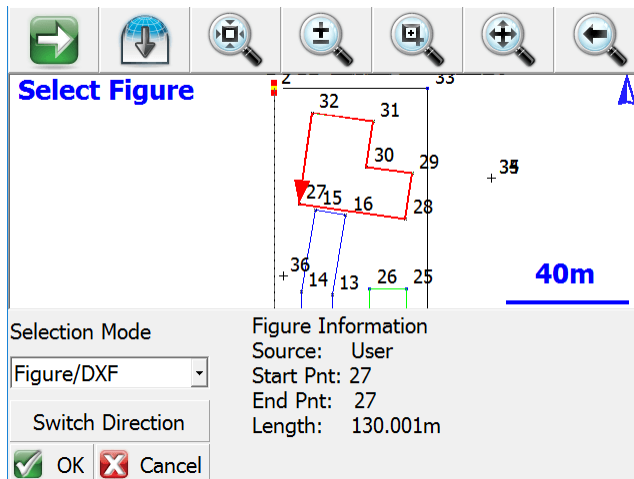 2 33
Select Figure
32 31
30 29
27 15 16 28
36
14 13 26 25
40m
Selection Mode
Figure/DXF
Switch Direction
OK Cancel
Figure Information
Source: User
Start Pnt: 27
End Pnt: 27
Length: 130.001m